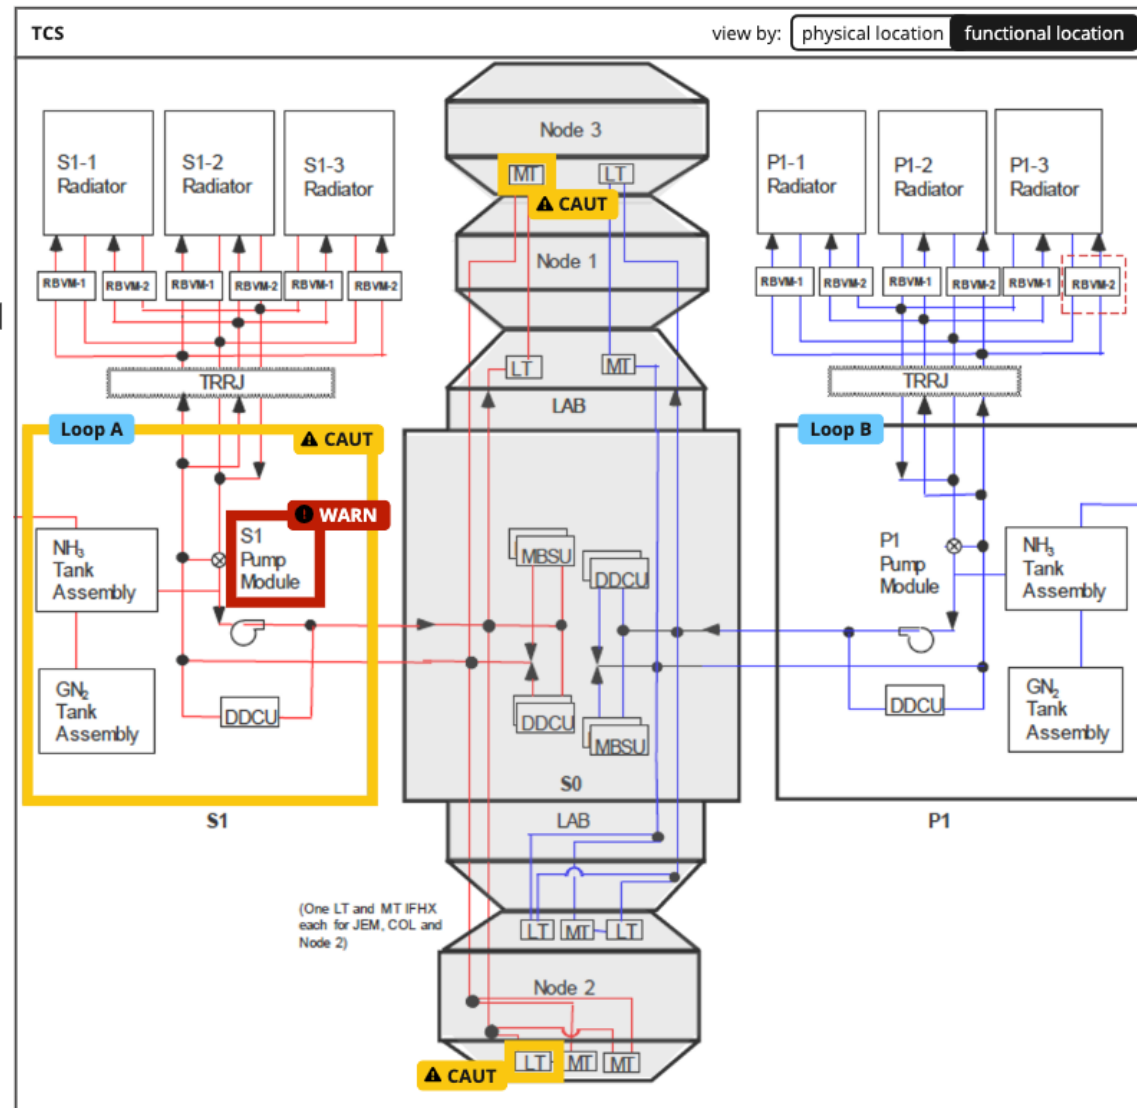 TCS
view by: physical location functional location
Node 3
MT
LT
CAUT
Node 1
LT
MT
LAB
S1-1
Radiator
S1-2
Radiator
S1-3
Radiator
RBVM-1
RBVM-2
RBVM-1
RBVM-2
RBVM-1
RBVM-2
TRRJ
P1-1
Radiator
P1-2
Radiator
P1-3
Radiator
RBVM-1
RBVM-2
RBVM-1
RBVM-2
RBVM-1
RBVM-2
TRRJ
Loop A
CAUT
WARN
S1
Pump
Module
NH3
Tank
Assembly
GN2
Tank
Assembly
DDCU
S1
MBSU
DDCU
DDCU
MBSU
S0
Loop B
P1
Pump
Module
NH3
Tank
Assembly
GN2
Tank
Assembly
DDCU
P1
LAB
(One LT and MT IFHX
each for JEM, COL and
Node 2)
LT
MT
LT
Node 2
LT
MT
MT
CAUT